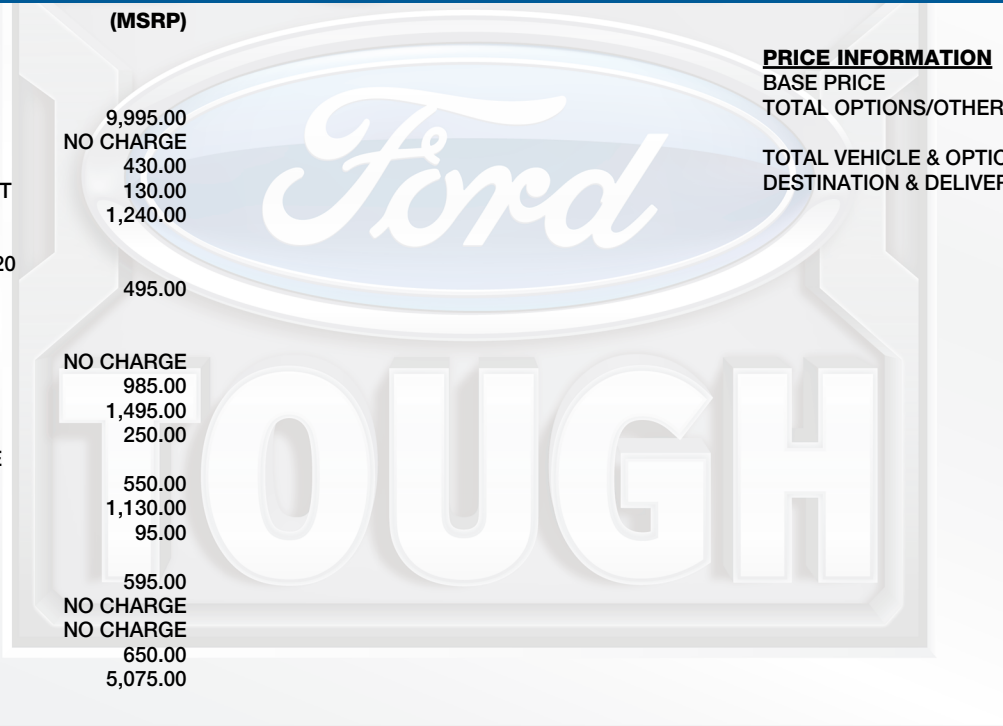 (MSRP)
9,995.00
NO CHARGE
430.00
T 130.00
1,240.00
20
495.00
NO CHARGE
985.00
1,495.00
250.00
E
550.00
1,130.00
95.00
595.00
NO CHARGE
NO CHARGE
650.00
5,075.00
PRICE INFORMATION
BASE PRICE
TOTAL OPTIONS/OTHER
TOTAL VEHICLE & OPTIO
DESTINATION & DELIVER
Ford
TOUGH